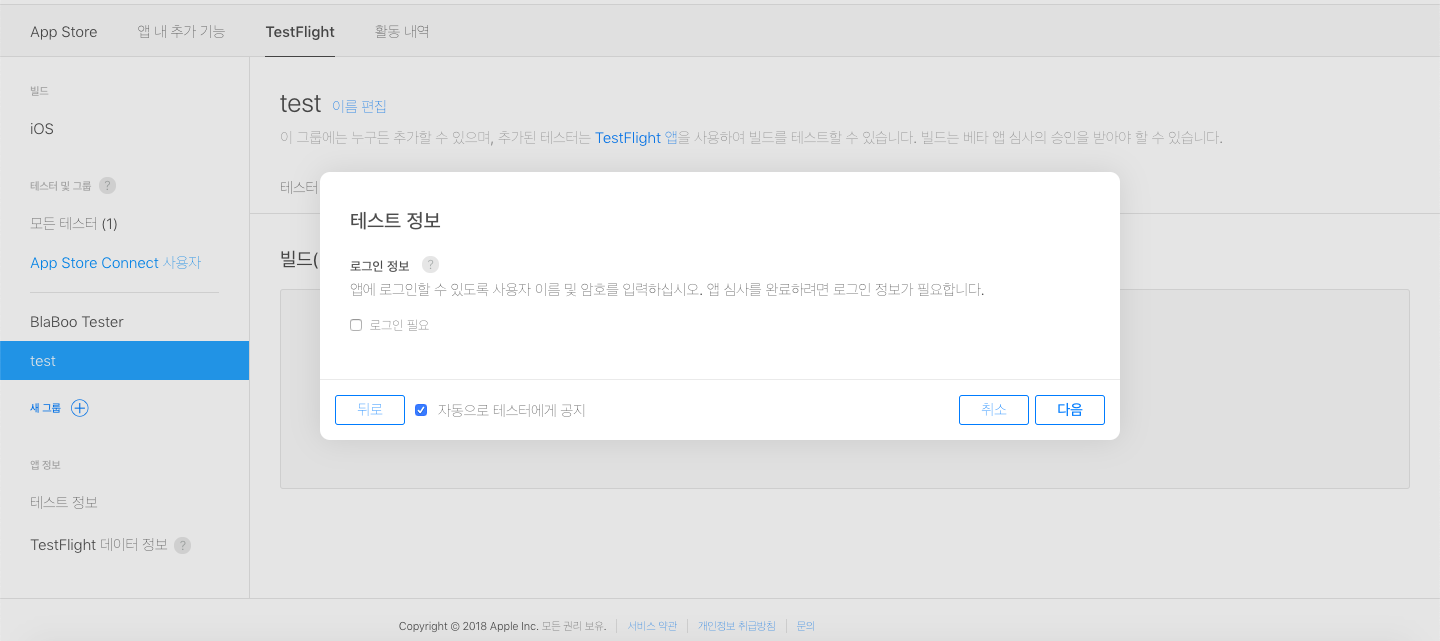 App Store 앱 내 추가 기능 TestFlight 활동 내역
빌드
iOS
테스터 및 그룹 ?
모든 테스터 (1)
App Store Connect 사용자
BlaBoo Tester
test
새 그룹
앱 정보
테스트 정보
TestFlight 데이터 정보 ?
test 이름 편집
이 그룹에는 누구든 추가할 수 있으며, 추가된 테스터는 TestFlight 앱을 사용하여 빌드를 테스트할 수 있습니다. 빌드는 베타 앱 심사의 승인을 받아야 할 수 있습니다.
테스터
빌드(
테스트 정보
로그인 정보 ?
앱에 로그인할 수 있도록 사용자 이름 및 암호를 입력하십시오. 앱 심사를 완료하려면 로그인 정보가 필요합니다.
로그인 필요
뒤로 자동으로 테스터에게 공지 취소 다음
Copyright © 2018 Apple Inc. 모든 권리 보유. 서비스 약관 개인정보 취급방침 문의